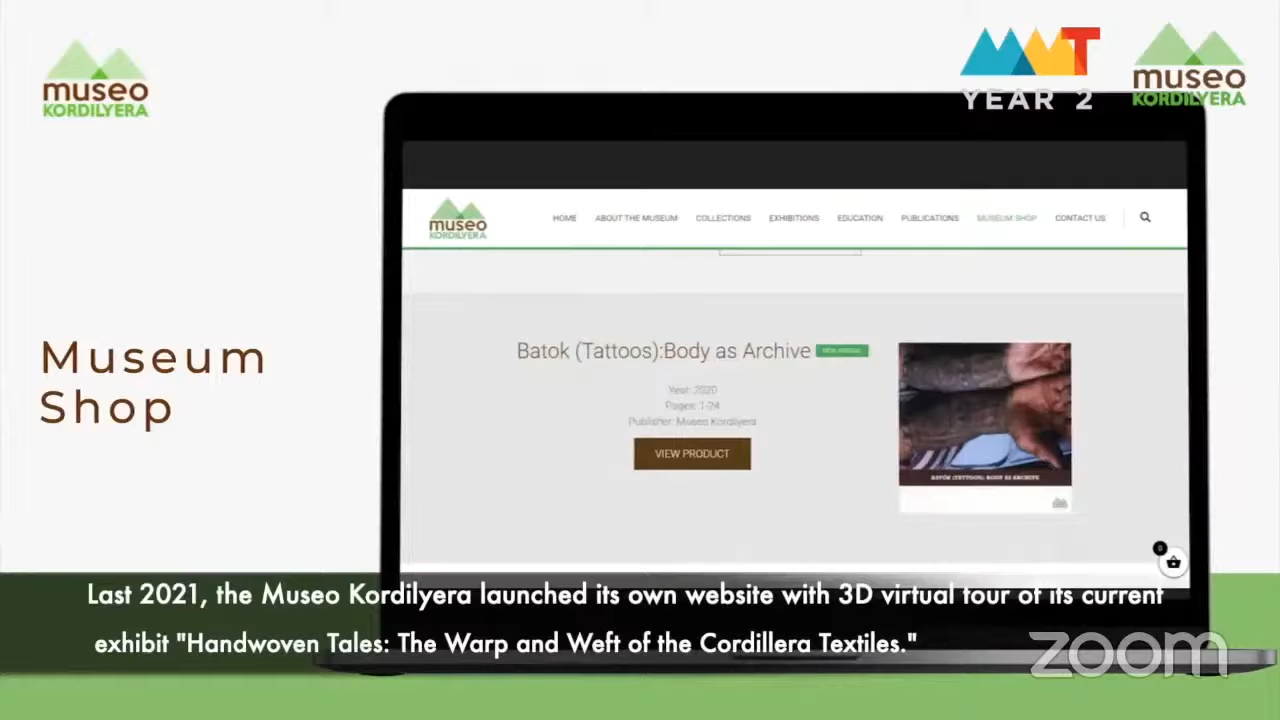 museo
KORDILYERA
MMT
YEAR 2
museo
KORDILYERA
museo
KORDILYERA
HOME ABOUT THE MUSEUM COLLECTIONS EXHIBITIONS EDUCATION PUBLICATIONS MUSEUM SHOP CONTACT US
Museum
Shop
Batok (Tattoos):Body as Archive
Year: 2020
Pages: 1-24
Publisher: Museo Kordilyera
VIEW PRODUCT
BATOK (TATTOOS): BODY AS ARCHIVE
0
Last 2021, the Museo Kordilyera launched its own website with 3D virtual tour of its current
exhibit "Handwoven Tales: The Warp and Weft of the Cordillera Textiles."
zoom